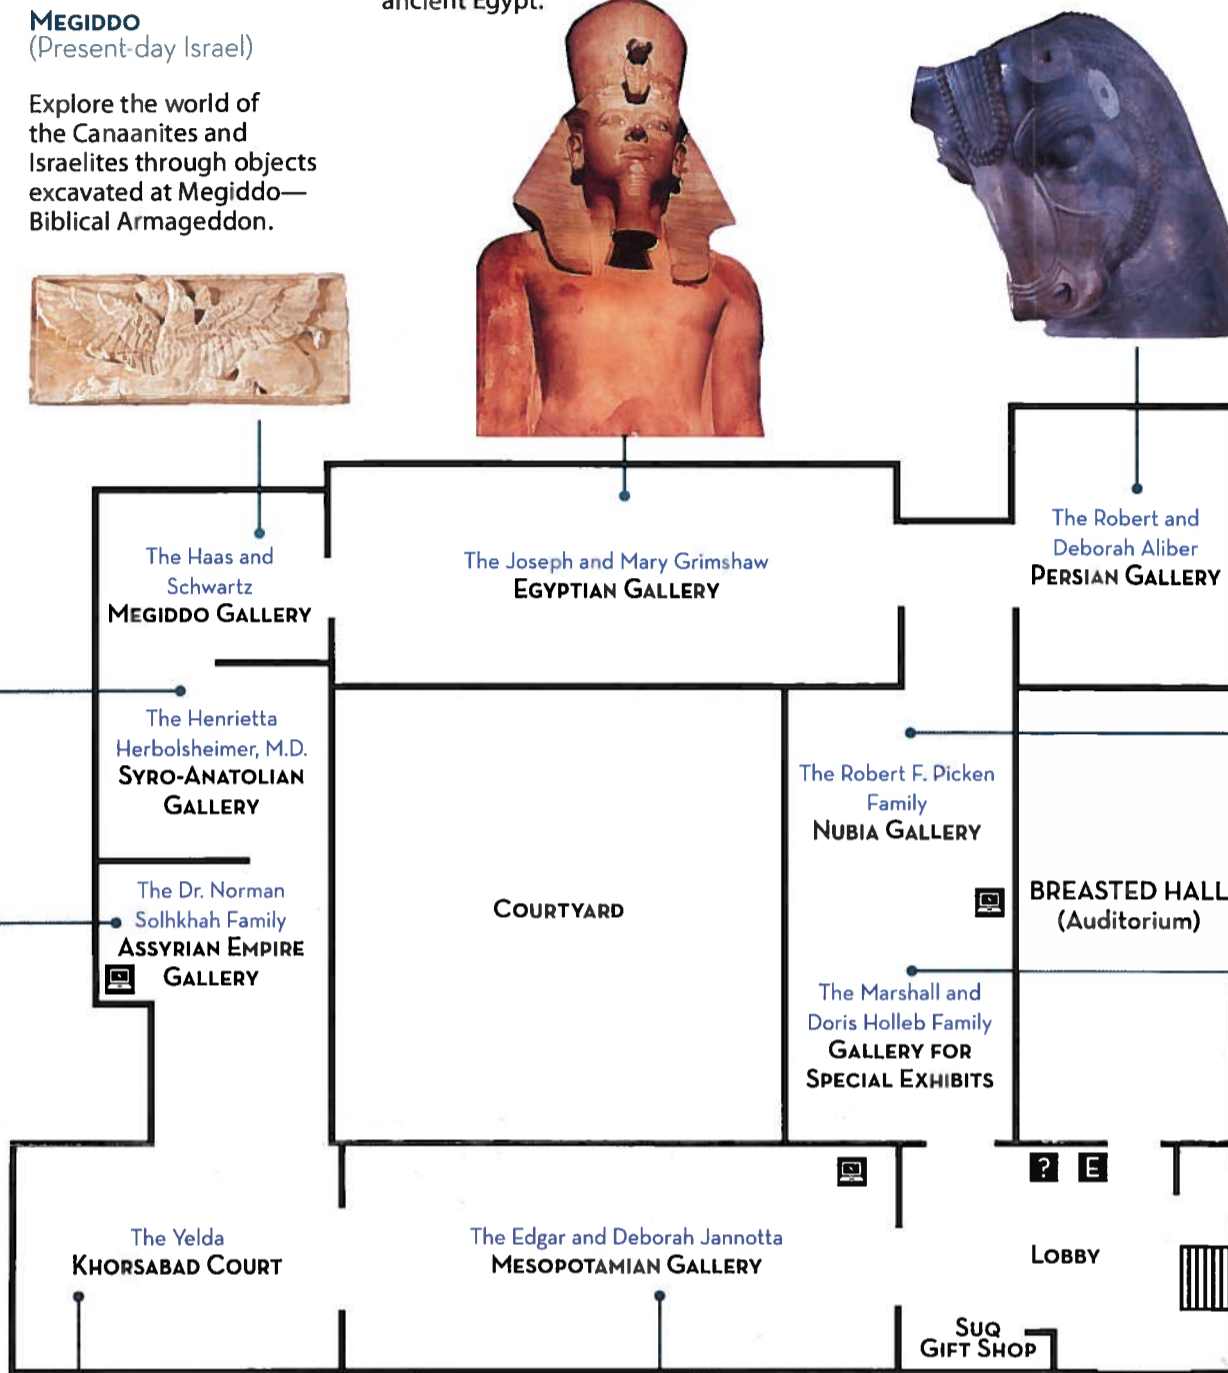 ancient Egypt.
MEGIDDO
(Present-day Israel)
Explore the world of
the Canaanites and
Israelites through objects
excavated at Megiddo—
Biblical Armageddon.
The Haas and
Schwartz
MEGIDDO GALLERY
The Joseph and Mary Grimshaw
EGYPTIAN GALLERY
The Robert and
Deborah Aliber
PERSIAN GALLERY
The Henrietta
Herbolsheimer, M.D.
SYRO-ANATOLIAN
GALLERY
The Robert F. Picken
Family
NUBIA GALLERY
The Dr. Norman
Solhkhah Family
ASSYRIAN EMPIRE
GALLERY
COURTYARD
BREASTED HALL
(Auditorium)
The Marshall and
Doris Holleb Family
GALLERY FOR
SPECIAL EXHIBITS
? E
The Yelda
KHORSABAD COURT
The Edgar and Deborah Jannotta
MESOPOTAMIAN GALLERY
LOBBY
SUQ
GIFT SHOP